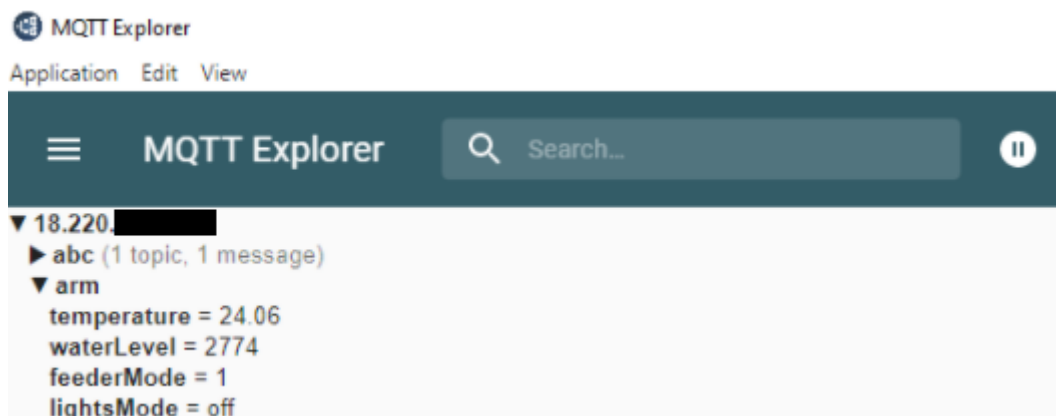 MQTT Explorer
Application Edit View
MQTT Explorer Search...
▼ 18.220.
▶ abc (1 topic, 1 message)
▼ arm
temperature = 24.06
waterLevel = 2774
feederMode = 1
lightsMode = off